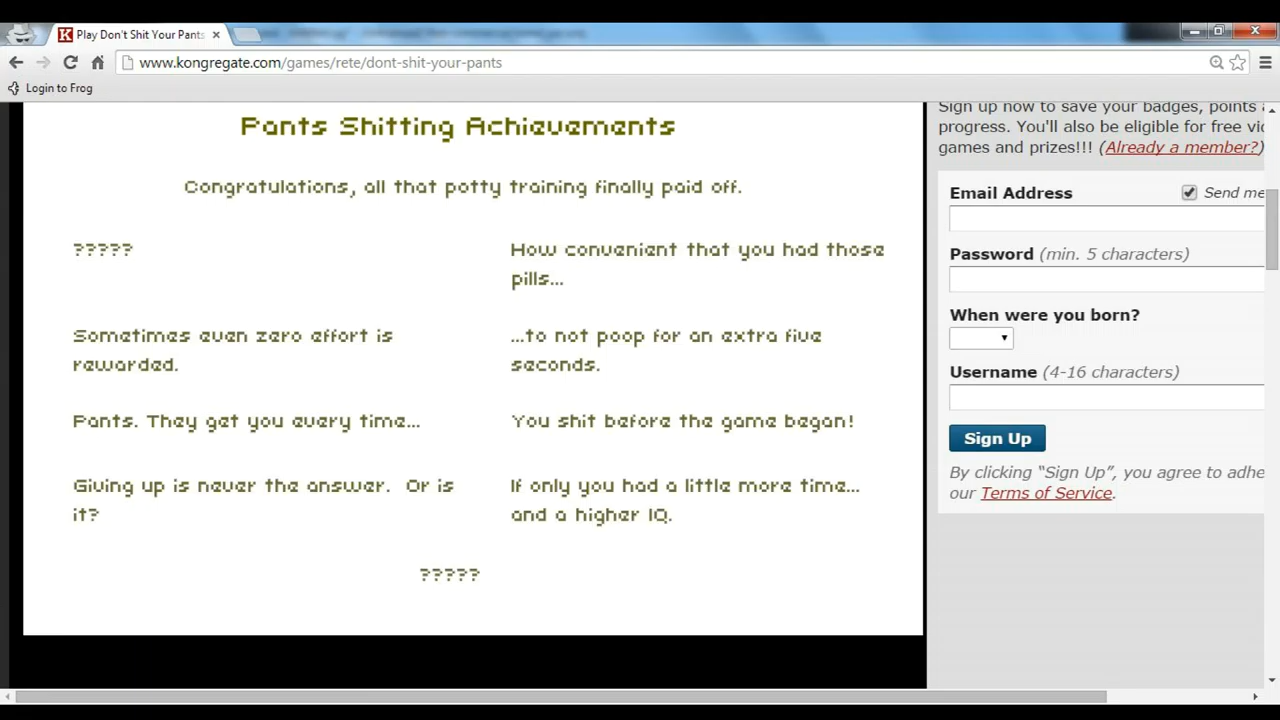 Play Don't Shit Your Pants
www.kongregate.com/games/rete/dont-shit-your-pants
Login to Frog
Pants Shitting Achievements
Congratulations, all that potty training finally paid off.
?????
How convenient that you had those
pills...
Sometimes even zero effort is
rewarded.
...to not poop for an extra five
seconds.
Pants. They get you every time...
You shit before the game began!
Giving up is never the answer. Or is
it?
If only you had a little more time...
and a higher IQ.
?????
Sign up now to save your badges, points
progress. You'll also be eligible for free
games and prizes!!! (Already a member?)
Email Address
Send me
Password (min. 5 characters)
When were you born?
Username (4-16 characters)
Sign Up
By clicking “Sign Up”, you agree to
our Terms of Service.